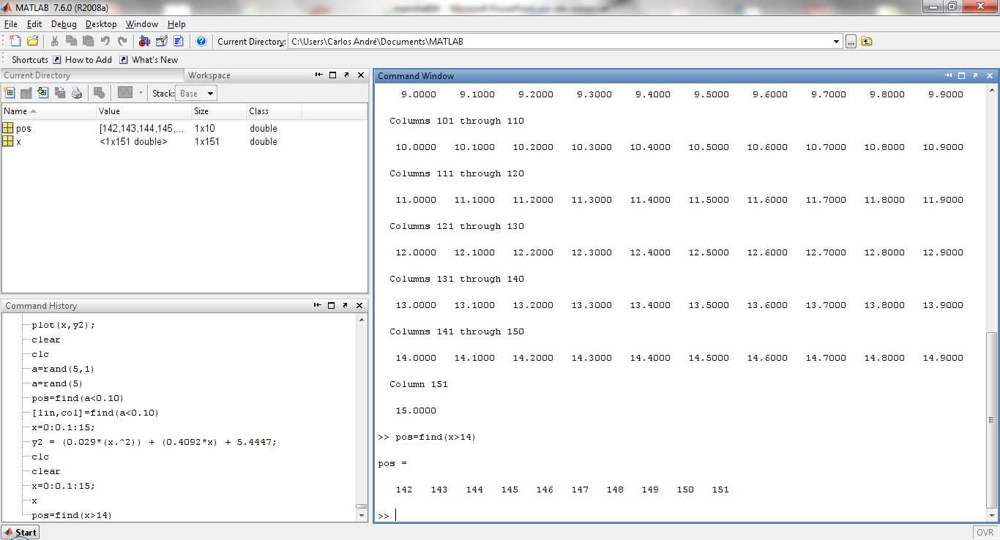 MATLAB 7.6.0 (R2008a)
File Edit Debug Desktop Window Help
Current Directory: C:\Users\Carlos André\Documents\MATLAB ...
Shortcuts How to Add What's New
Current Directory Workspace
Stack: Base
Name Value Size Class
pos [142,143,144,145,... 1x10 double
x <1x151 double> 1x151 double
Command History
plot(x,y2);
clear
clc
a=rand(5,1)
a=rand(5)
pos=find(a<0.10)
[lin,col]=find(a<0.10)
x=0:0.1:15;
y2 = (0.029*(x.^2)) + (0.4092*x) + 5.4447;
clc
clear
x=0:0.1:15;
x
pos=find(x>14)
Command Window
9.0000 9.1000 9.2000 9.3000 9.4000 9.5000 9.6000 9.7000 9.8000 9.9000
Columns 101 through 110
10.0000 10.1000 10.2000 10.3000 10.4000 10.5000 10.6000 10.7000 10.8000 10.9000
Columns 111 through 120
11.0000 11.1000 11.2000 11.3000 11.4000 11.5000 11.6000 11.7000 11.8000 11.9000
Columns 121 through 130
12.0000 12.1000 12.2000 12.3000 12.4000 12.5000 12.6000 12.7000 12.8000 12.9000
Columns 131 through 140
13.0000 13.1000 13.2000 13.3000 13.4000 13.5000 13.6000 13.7000 13.8000 13.9000
Columns 141 through 150
14.0000 14.1000 14.2000 14.3000 14.4000 14.5000 14.6000 14.7000 14.8000 14.9000
Column 151
15.0000
>> pos=find(x>14)
pos =
142 143 144 145 146 147 148 149 150 151
>>
Start
OVR